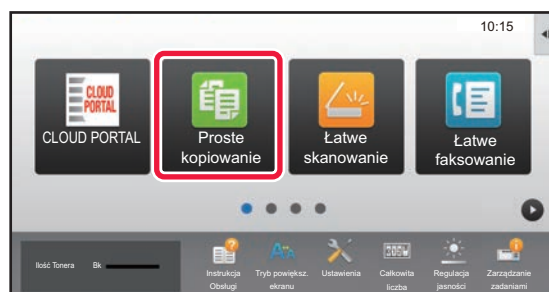 10:15
CLOUD
PORTAL
CLOUD PORTAL
Proste
kopiowanie
Łatwe
skanowanie
Łatwe
faksowanie
Ilość Tonera Bk
Instrukcja
Obsługi
Tryb powiększ.
ekranu
Ustawienia
Całkowita
liczba
Regulacja
jasności
Zarządzanie
zadaniami